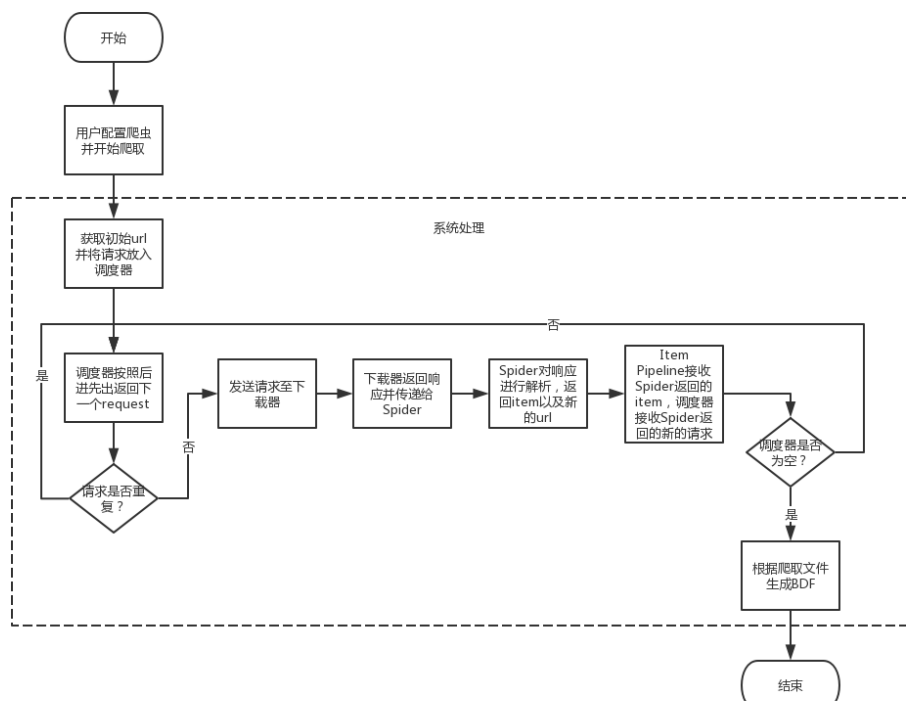 开始
用户配置爬虫
并开始爬取
系统处理
获取初始url
并将请求放入
调度器
否
是
调度器按照后
进先出返回下
一个request
请求是否重
复？
否
发送请求至下
载器
下载器返回响
应并传递给
Spider
Spider对响应
进行解析，返
回item以及新
的url
Item
Pipeline接收
Spider返回的
item，调度器
接收Spider返
回的新的请求
调度器是否
为空？
是
根据爬取文件
生成BDF
结束